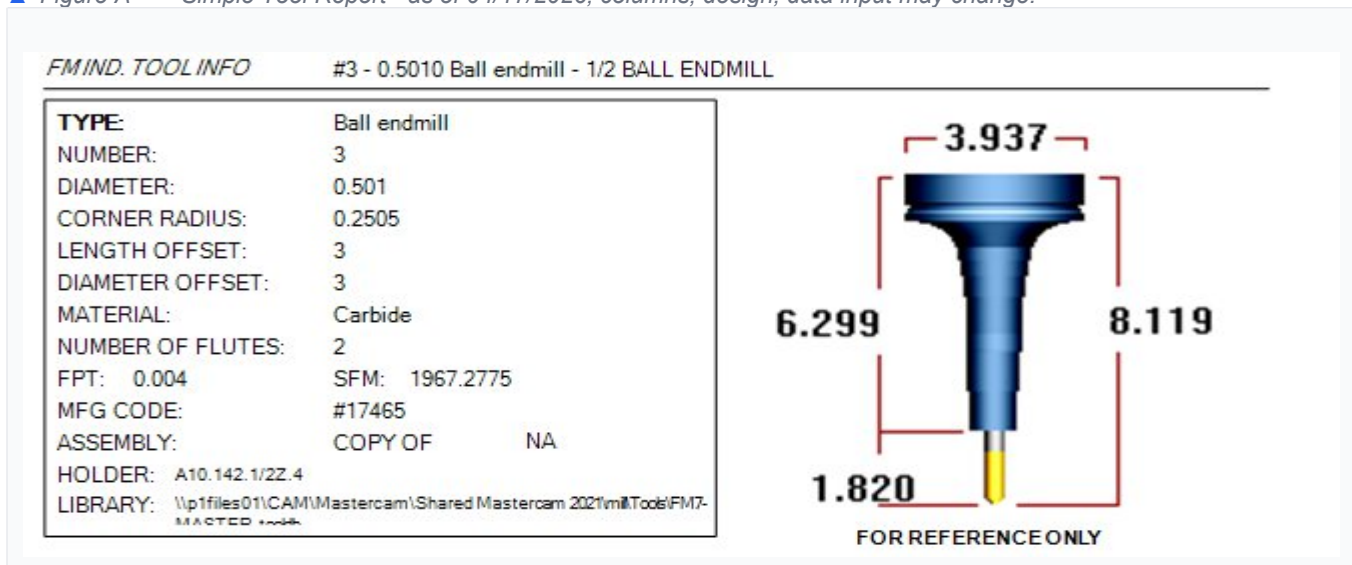 FM IND. TOOL INFO #3 - 0.5010 Ball endmill - 1/2 BALL ENDMILL
TYPE: Ball endmill
NUMBER: 3
DIAMETER: 0.501
CORNER RADIUS: 0.2505
LENGTH OFFSET: 3
DIAMETER OFFSET: 3
MATERIAL: Carbide
NUMBER OF FLUTES: 2
FPT: 0.004 SFM: 1967.2775
MFG CODE: #17465
ASSEMBLY: COPY OF NA
HOLDER: A10.142.1/2Z.4
LIBRARY: \\p1files01\CAM\Mastercam\Shared Mastercam 2021\mill\Tools\FM7-
MASTER
3.937
6.299
8.119
1.820
FOR REFERENCE ONLY